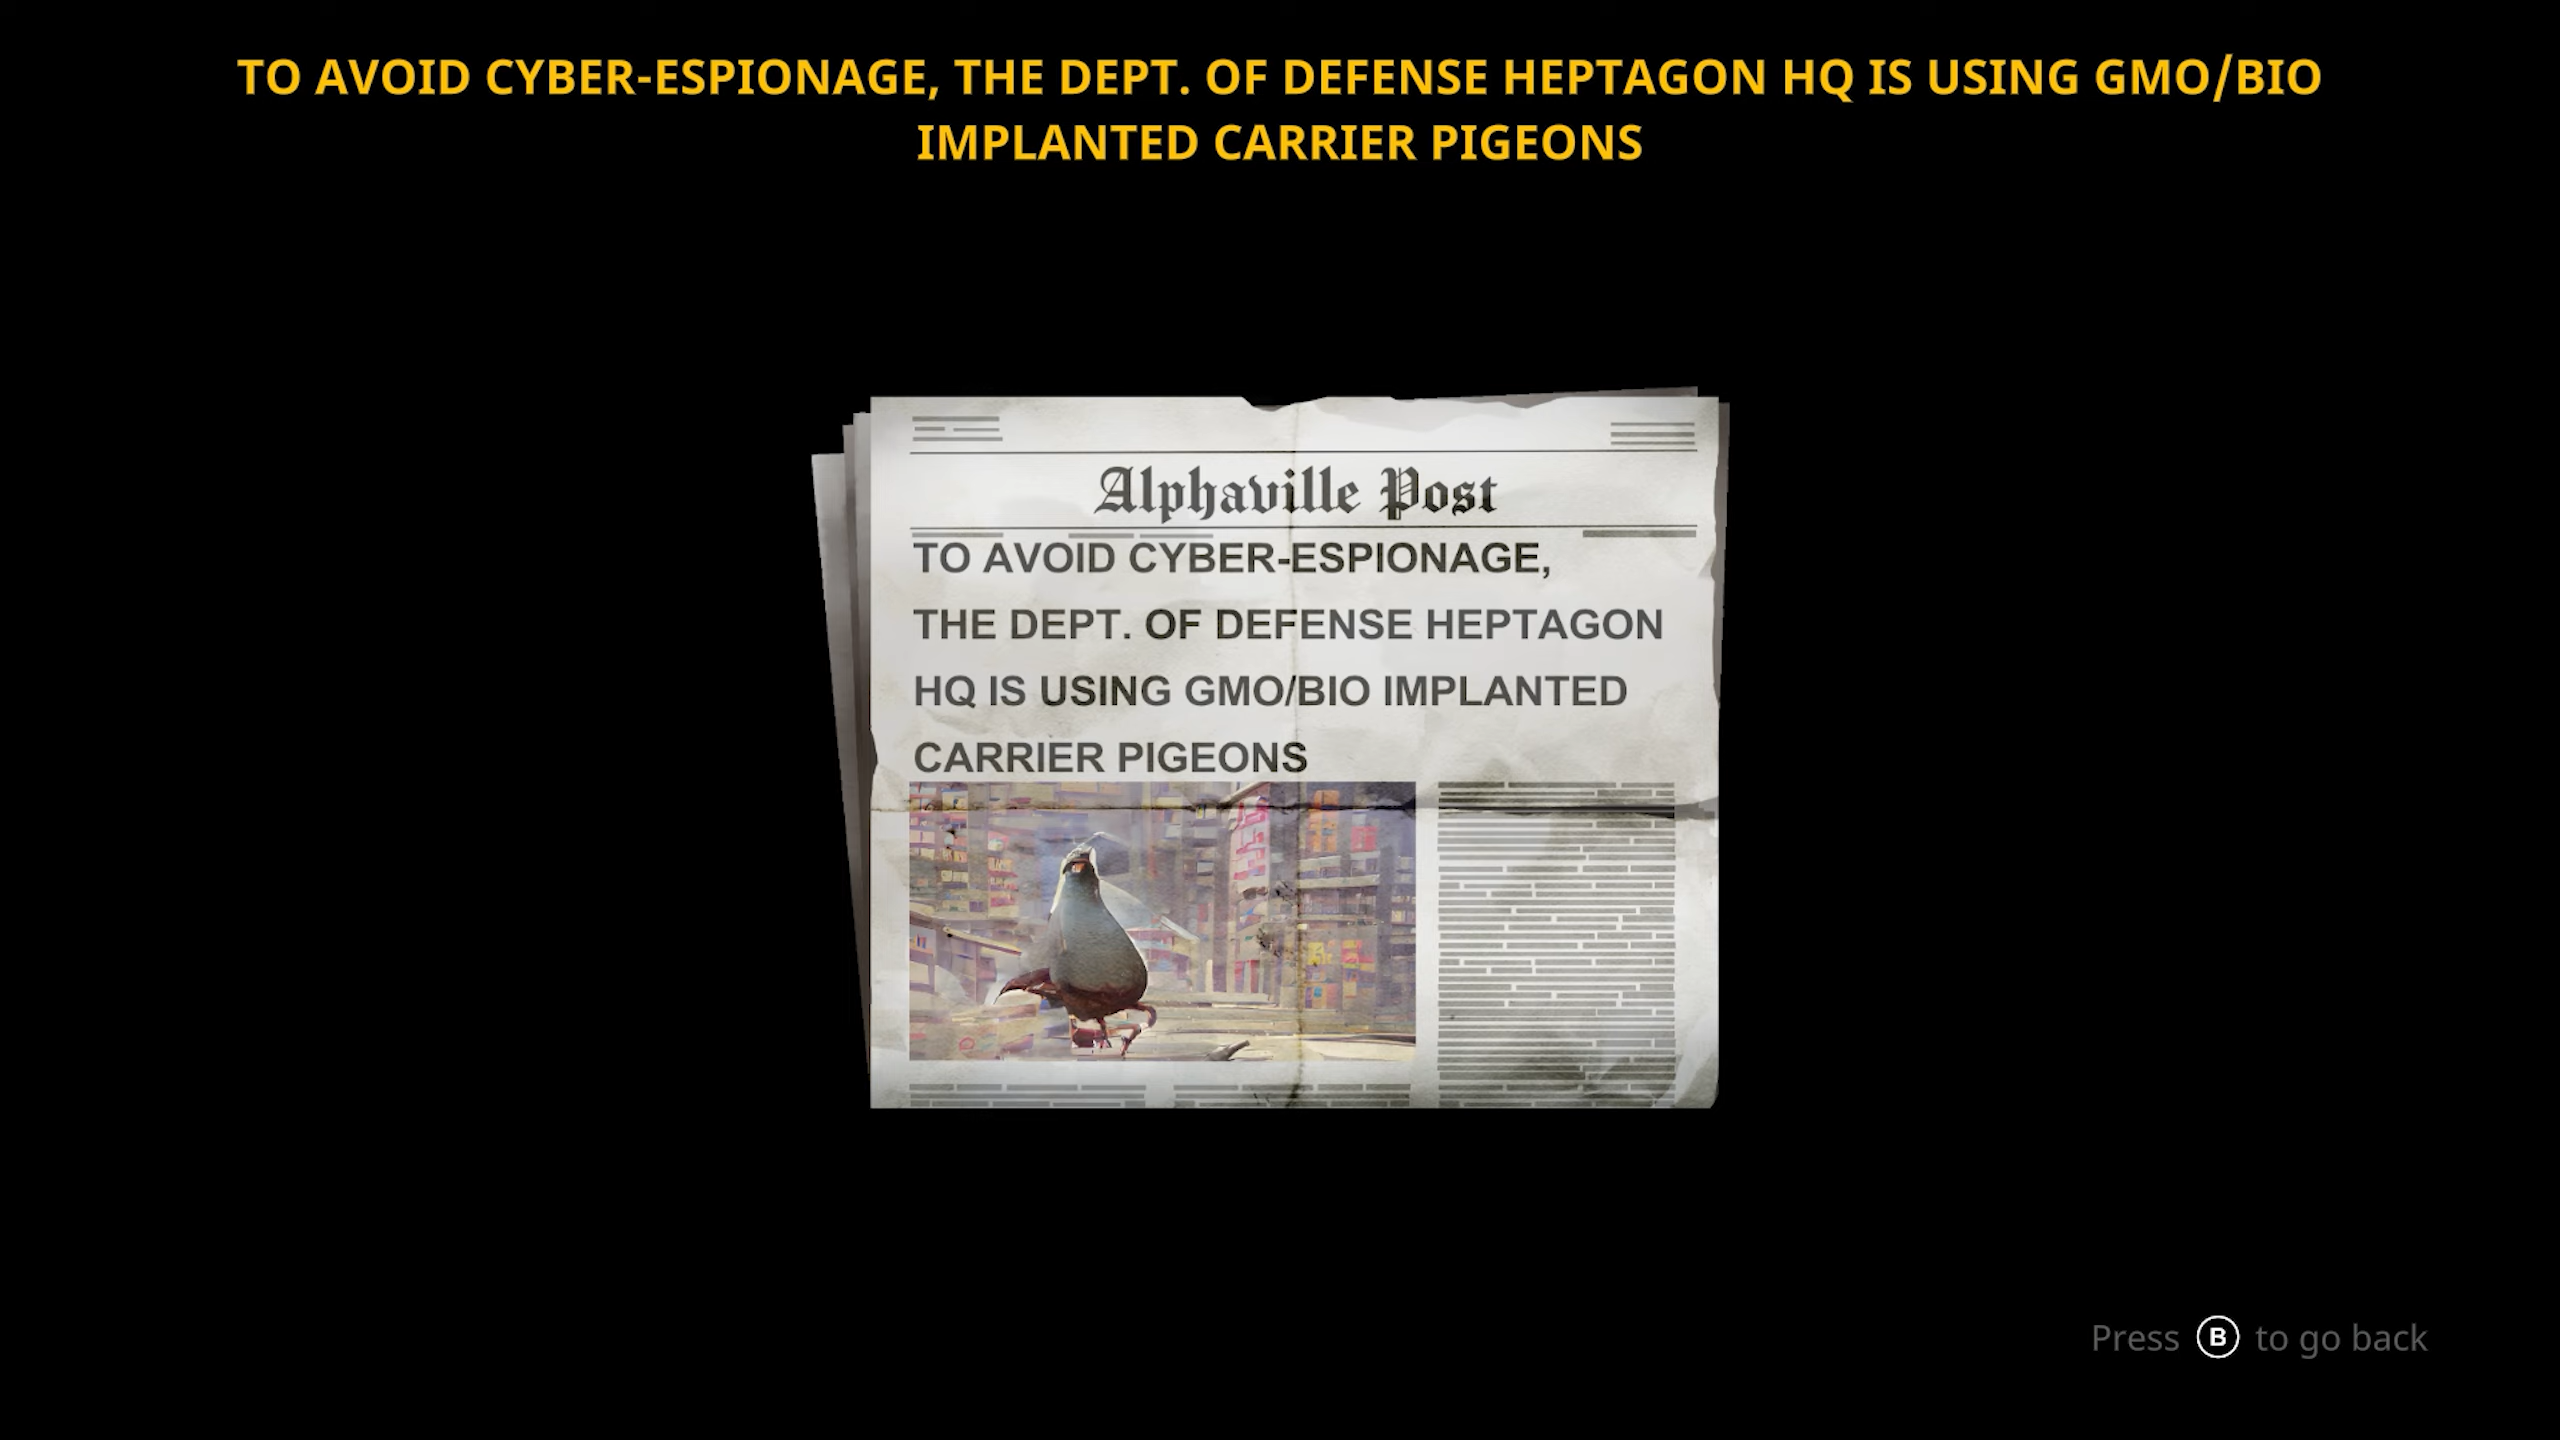 TO AVOID CYBER-ESPIONAGE, THE DEPT. OF DEFENSE HEPTAGON HQ IS USING GMO/BIO
IMPLANTED CARRIER PIGEONS
Alphaville Post
TO AVOID CYBER-ESPIONAGE,
THE DEPT. OF DEFENSE HEPTAGON
HQ IS USING GMO/BIO IMPLANTED
CARRIER PIGEONS
Press B to go back